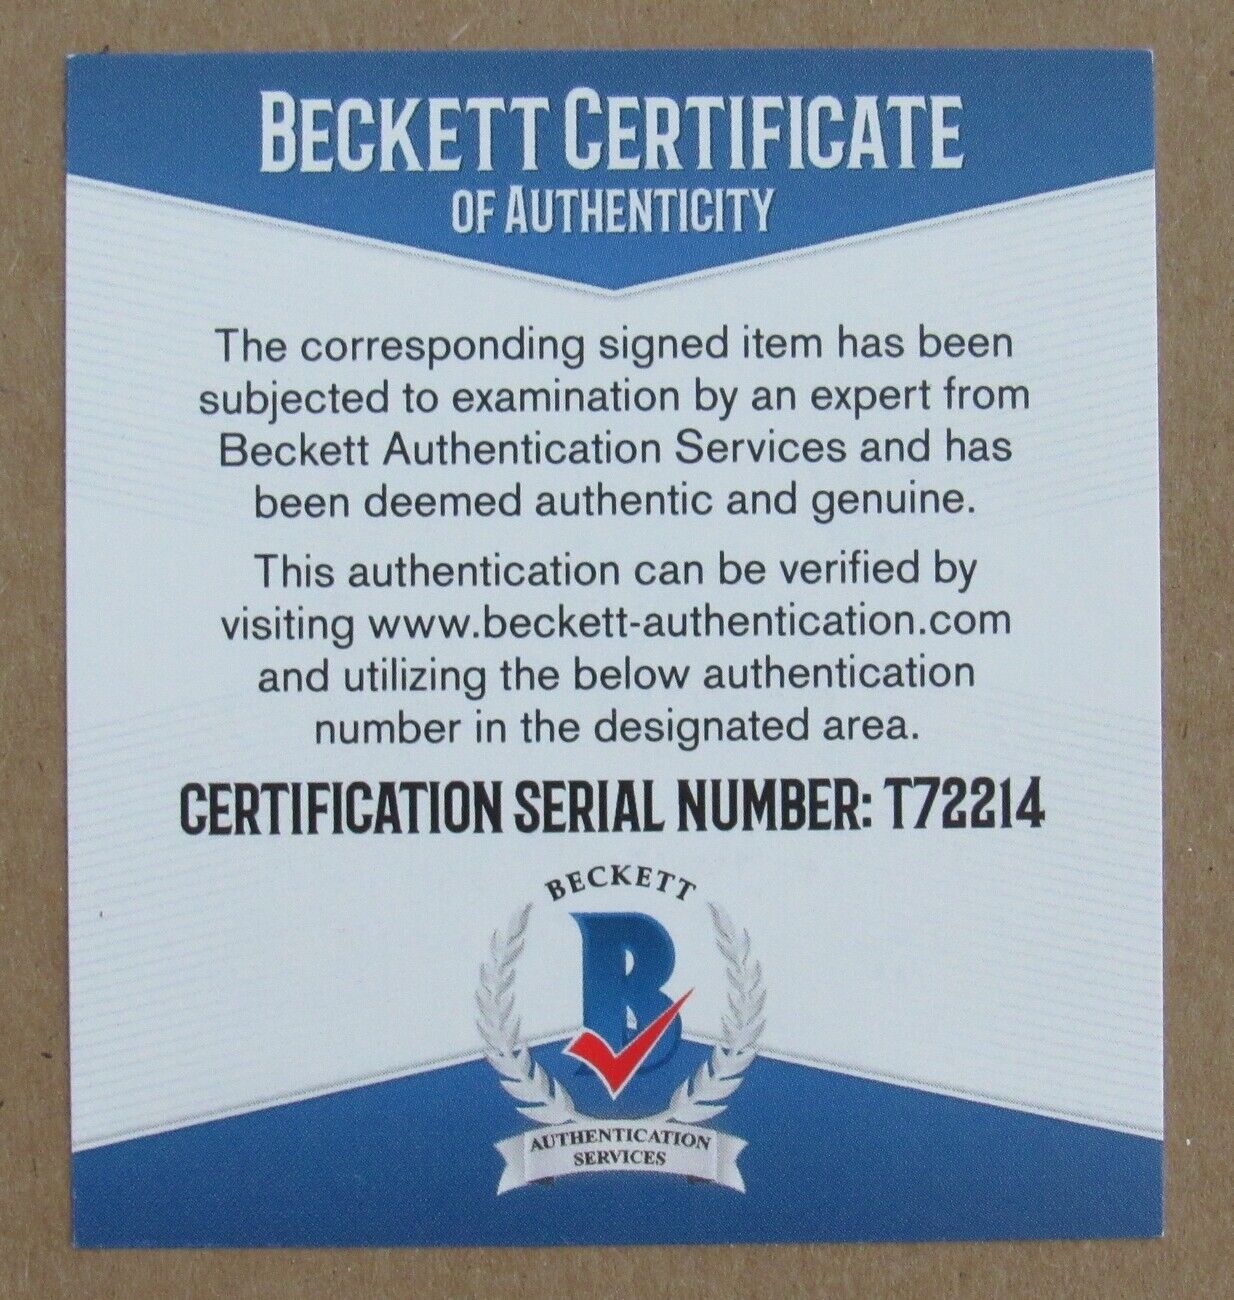 BECKETT CERTIFICATE
OF AUTHENTICITY
The corresponding signed item has been
subjected to examination by an expert from
Beckett Authentication Services and has
been deemed authentic and genuine.
This authentication can be verified by
visiting www.beckett-authentication.com
and utilizing the below authentication
number in the designated area.
CERTIFICATION SERIAL NUMBER: T72214
BECKETT
B
AUTHENTICATION
SERVICES